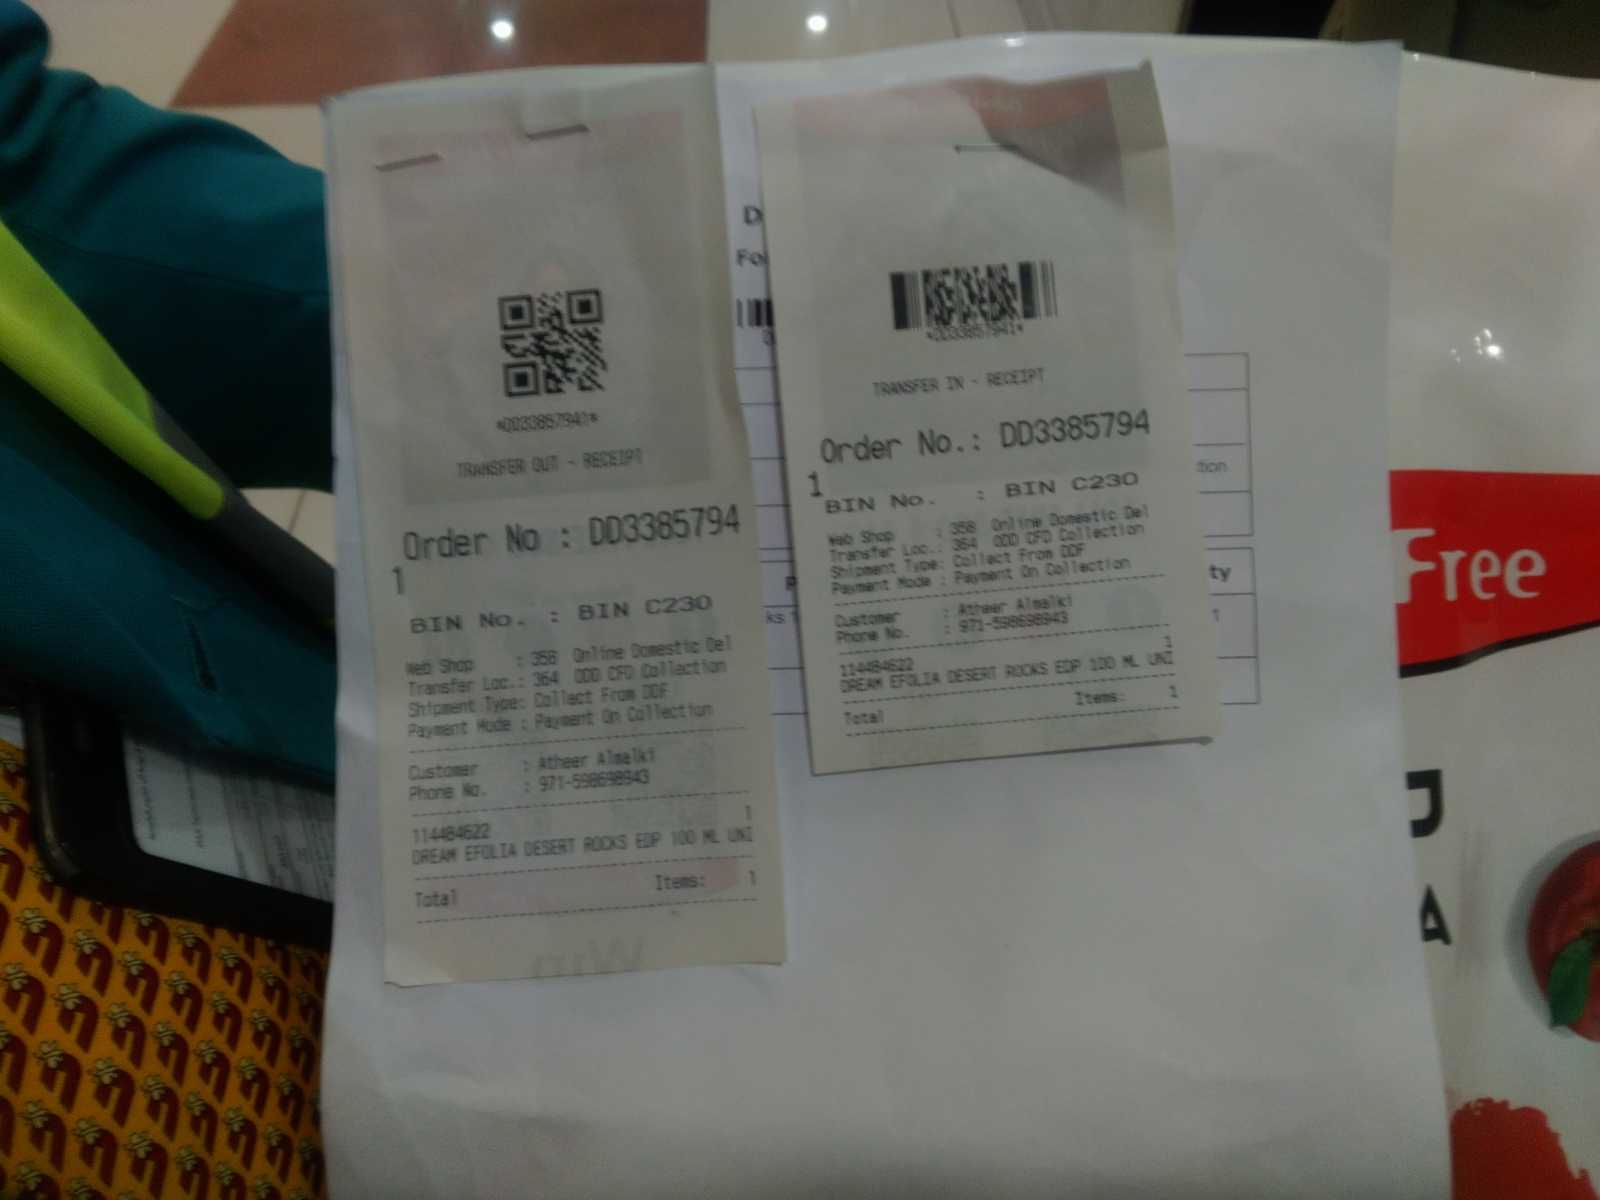 *DD33857941*
TRANSFER OUT - RECEIPT
Order No : DD3385794
1
BIN No. : BIN C230
Web Shop : 358 Online Domestic Del
Transfer Loc.: 364 ODD CFD Collection
Shipment Type: Collect From DDF
Payment Mode : Payment On Collection
Customer : Atheer Almalki
Phone No. : 971-598698943
114484622 1
DREAM EFOLIA DESERT ROCKS EDP 100 ML UNI
Total Items: 1
*DD33857941*
TRANSFER IN - RECEIPT
Order No.: DD3385794
1
BIN No. : BIN C230
Web Shop : 358 Online Domestic Del
Transfer Loc.: 364 ODD CFD Collection
Shipment Type: Collect From DDF
Payment Mode : Payment On Collection
Customer : Atheer Almalki
Phone No. : 971-598698943
1
114484622
DREAM EFOLIA DESERT ROCKS EDP 100 ML UNI
Items: 1
Total
Free